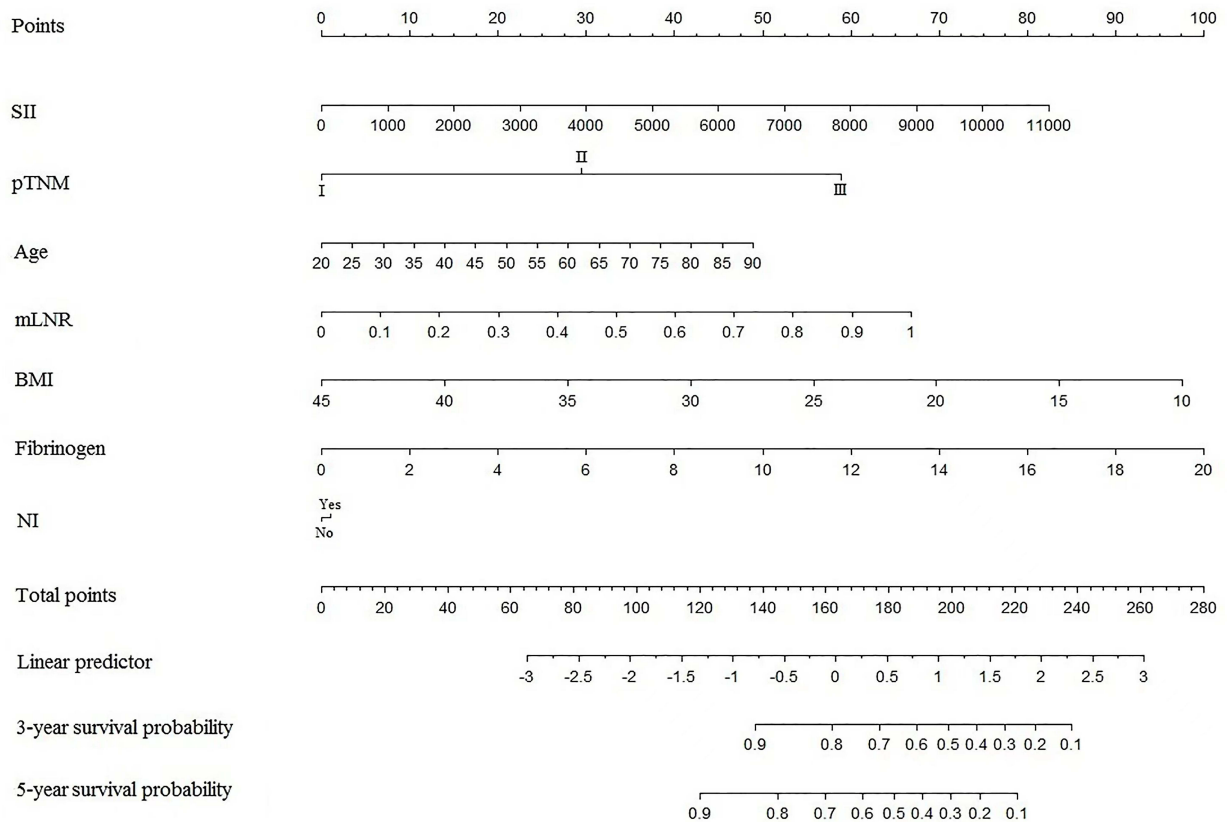 Points 0 10 20 30 40 50 60 70 80 90 100
SII
0 1000 2000 3000 4000 5000 6000 7000 8000 9000 10000 11000
II
pTNM
I III
Age
20 25 30 35 40 45 50 55 60 65 70 75 80 85 90
mLNR
0 0.1 0.2 0.3 0.4 0.5 0.6 0.7 0.8 0.9 1
BMI
45 40 35 30 25 20 15 10
Fibrinogen
0 2 4 6 8 10 12 14 16 18 20
Yes
NI
No
Total points
0 20 40 60 80 100 120 140 160 180 200 220 240 260 280
Linear predictor
-3 -2.5 -2 -1.5 -1 -0.5 0 0.5 1 1.5 2 2.5 3
3-year survival probability
0.9 0.8 0.7 0.6 0.5 0.4 0.3 0.2 0.1
5-year survival probability
0.9 0.8 0.7 0.6 0.5 0.4 0.3 0.2 0.1